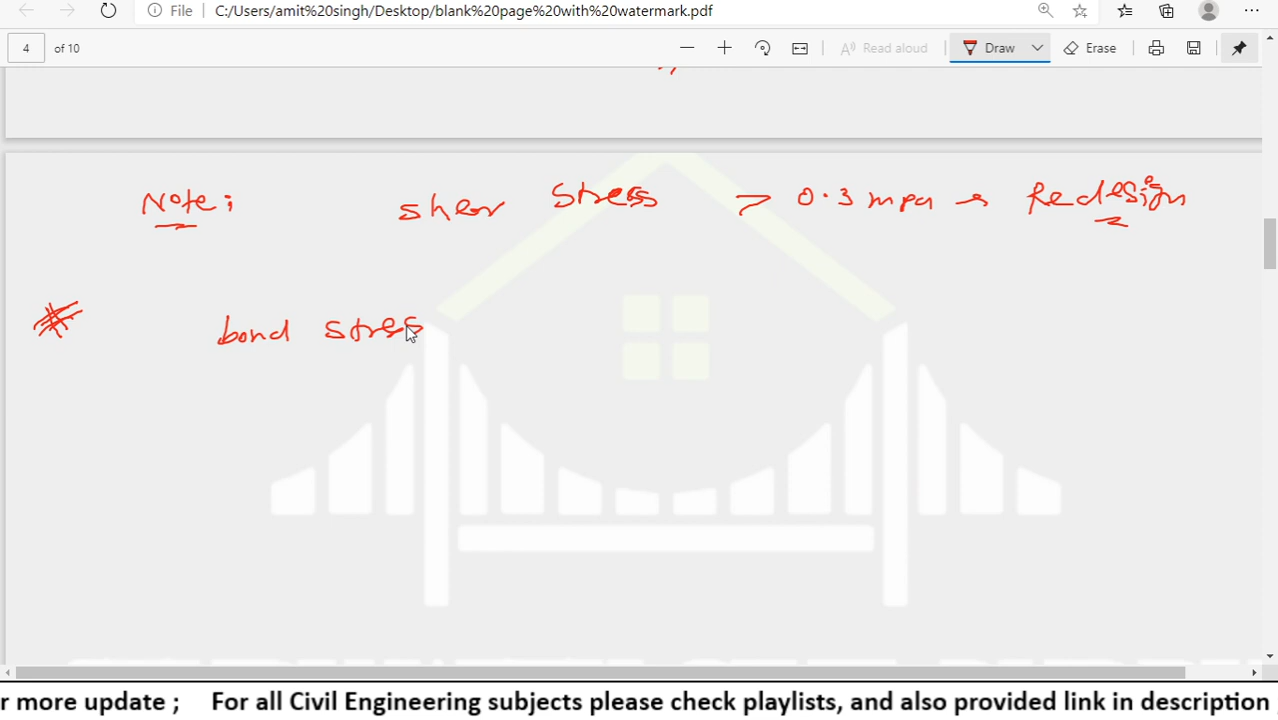 File C:/Users/amit%20singh/Desktop/blank%20page%20with%20watermark.pdf
4 of 10 Read aloud Draw Erase
Note; shear stress > 0.3 mpa → Redesign
bond stress
r more update ; For all Civil Engineering subjects please check playlists, and also provided link in description